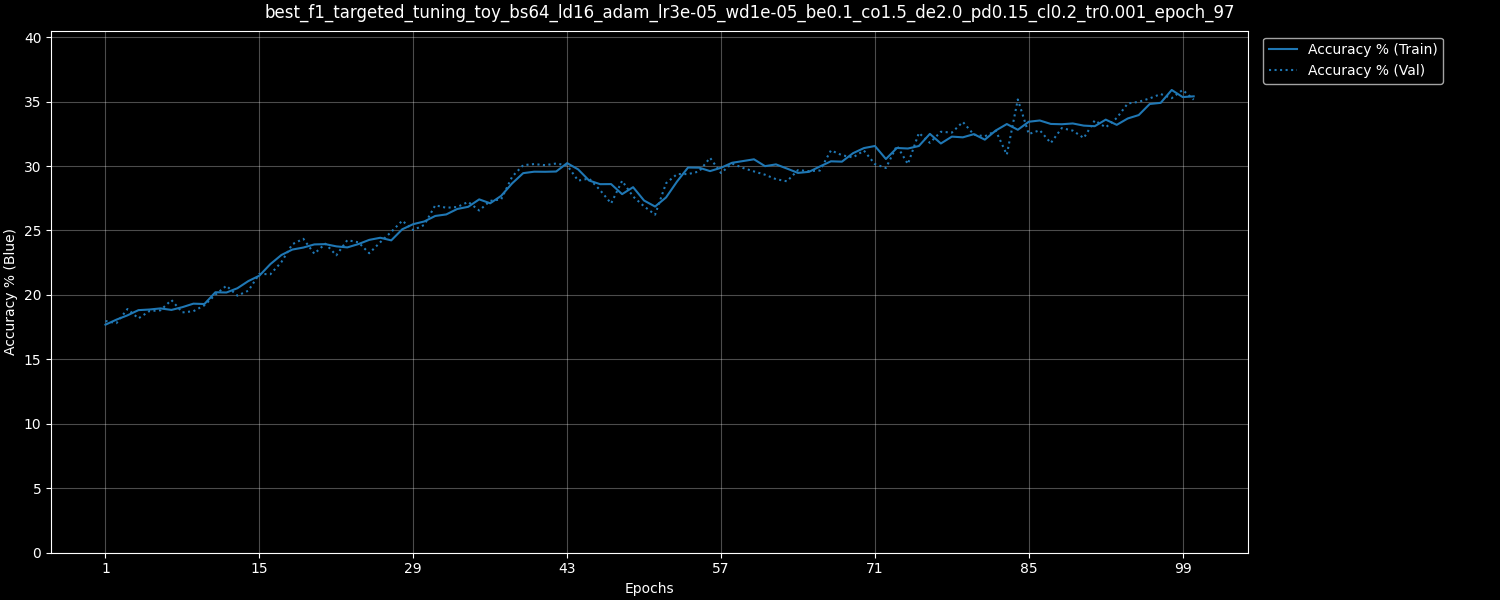 best_f1_targeted_tuning_toy_bs64_ld16_adam_lr3e-05_wd1e-05_be0.1_co1.5_de2.0_pd0.15_cl0.2_tr0.001_epoch_97
Accuracy % (Train)
Accuracy % (Val)
Accuracy % (Blue)
40
35
30
25
20
15
10
5
0
1 15 29 43 57 71 85 99
Epochs